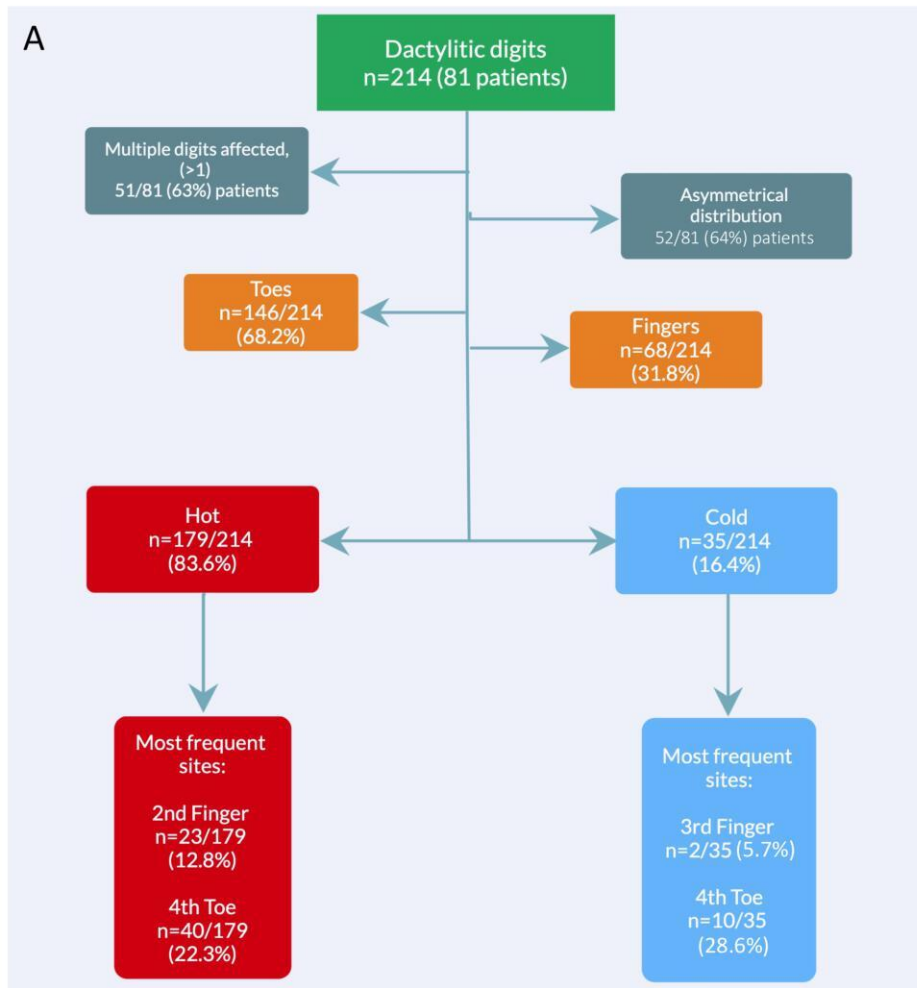 A
Dactylitic digits
n=214 (81 patients)
Multiple digits affected,
(>1)
51/81 (63%) patients
Asymmetrical
distribution
52/81 (64%) patients
Toes
n=146/214
(68.2%)
Fingers
n=68/214
(31.8%)
Hot
n=179/214
(83.6%)
Cold
n=35/214
(16.4%)
Most frequent
sites:
2nd Finger
n=23/179
(12.8%)
4th Toe
n=40/179
(22.3%)
Most frequent
sites:
3rd Finger
n=2/35 (5.7%)
4th Toe
n=10/35
(28.6%)